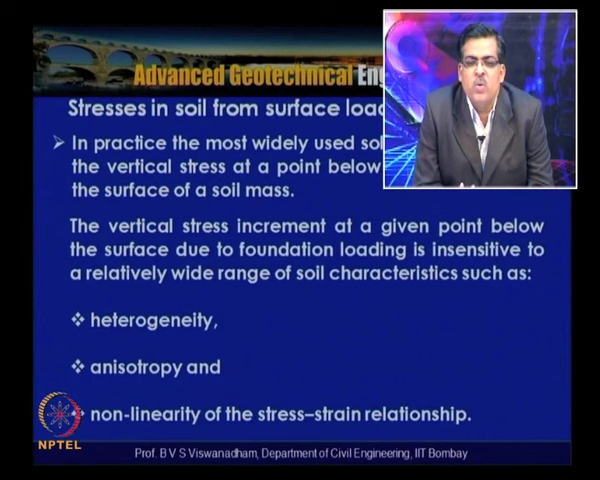 Advanced Geotechnical
Stresses in soil from surface
In practice the most widely used
the vertical stress at a point below
the surface of a soil mass.
The vertical stress increment at a given point below
the surface due to foundation loading is insensitive to
a relatively wide range of soil characteristics such as:
heterogeneity,
anisotropy and
non-linearity of the stress–strain relationship.
NPTEL
Prof. B V S Viswanadham, Department of Civil Engineering, IIT Bombay